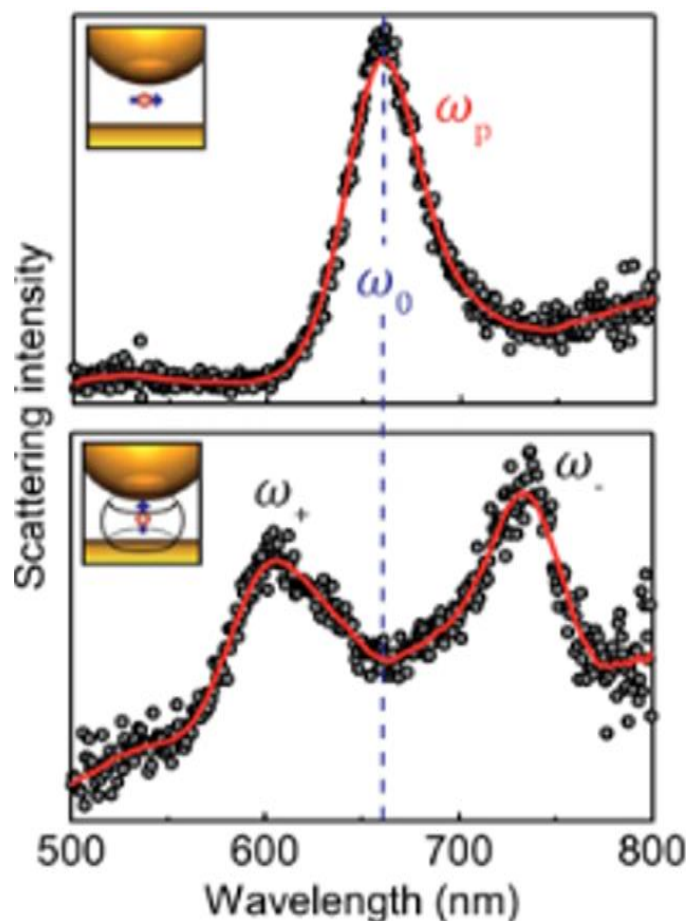 ωp
ω0
ω+
ω-
Scattering intensity
500 600 700 800
Wavelength (nm)